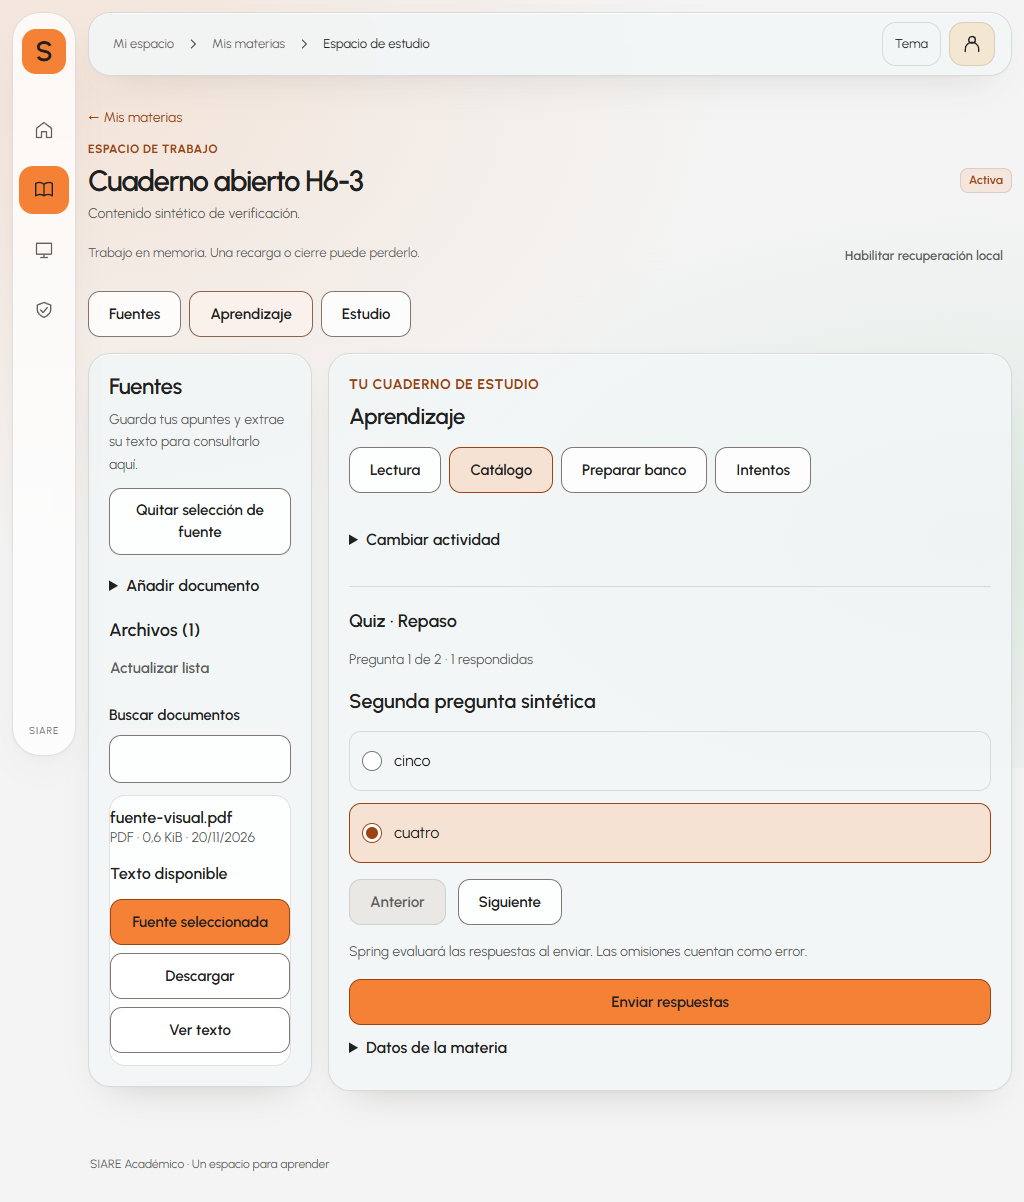 S
Mi espacio > Mis materias > Espacio de estudio
Tema
← Mis materias
ESPACIO DE TRABAJO
Cuaderno abierto H6-3
Activa
Contenido sintético de verificación.
Trabajo en memoria. Una recarga o cierre puede perderlo.
Habilitar recuperación local
Fuentes
Aprendizaje
Estudio
Fuentes
Guarda tus apuntes y extrae
su texto para consultarlo
aquí.
Quitar selección de
fuente
Añadir documento
Archivos (1)
Actualizar lista
Buscar documentos
fuente-visual.pdf
PDF · 0,6 KiB · 20/11/2026
Texto disponible
Fuente seleccionada
Descargar
Ver texto
TU CUADERNO DE ESTUDIO
Aprendizaje
Lectura
Catálogo
Preparar banco
Intentos
Cambiar actividad
Quiz · Repaso
Pregunta 1 de 2 · 1 respondidas
Segunda pregunta sintética
cinco
cuatro
Anterior
Siguiente
Spring evaluará las respuestas al enviar. Las omisiones cuentan como error.
Enviar respuestas
Datos de la materia
SIARE
SIARE Académico · Un espacio para aprender